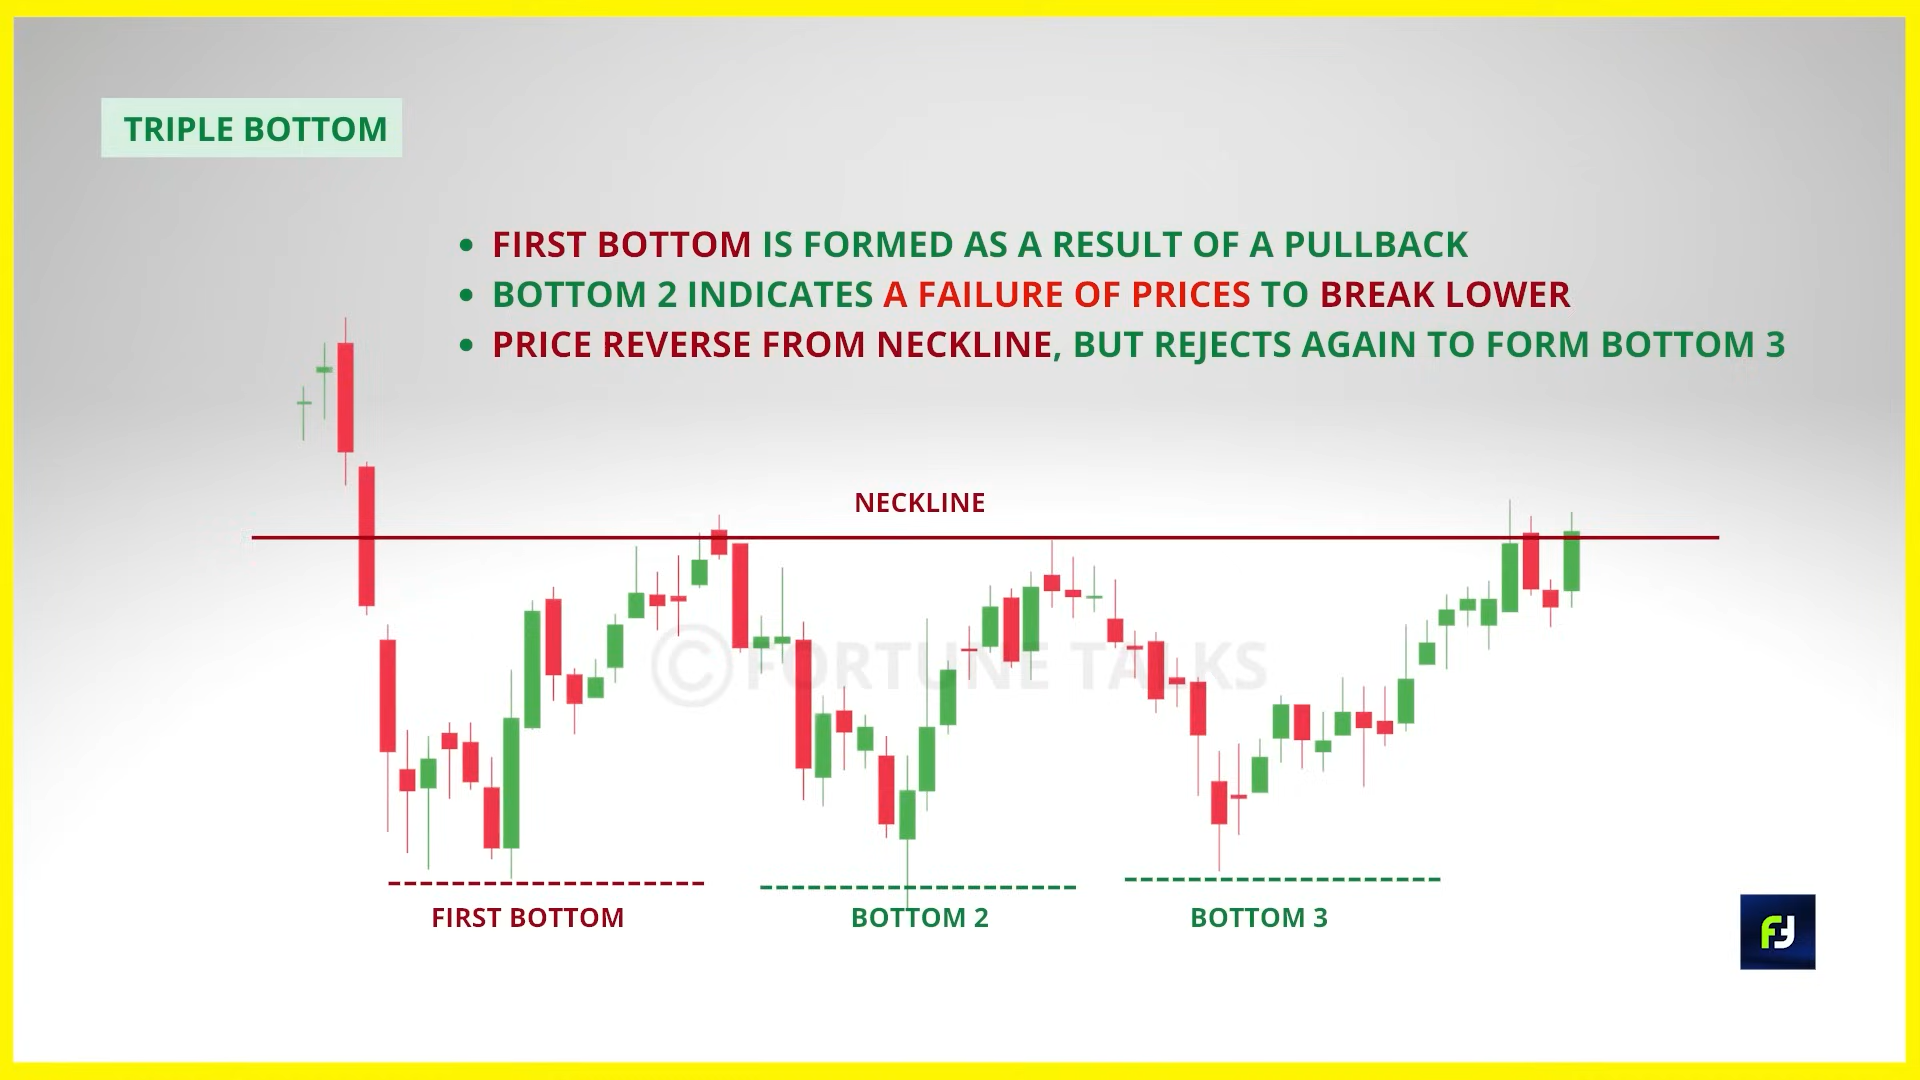 TRIPLE BOTTOM
• FIRST BOTTOM IS FORMED AS A RESULT OF A PULLBACK
• BOTTOM 2 INDICATES A FAILURE OF PRICES TO BREAK LOWER
• PRICE REVERSE FROM NECKLINE, BUT REJECTS AGAIN TO FORM BOTTOM 3
NECKLINE
© FORTUNE TALKS
FIRST BOTTOM
BOTTOM 2
BOTTOM 3